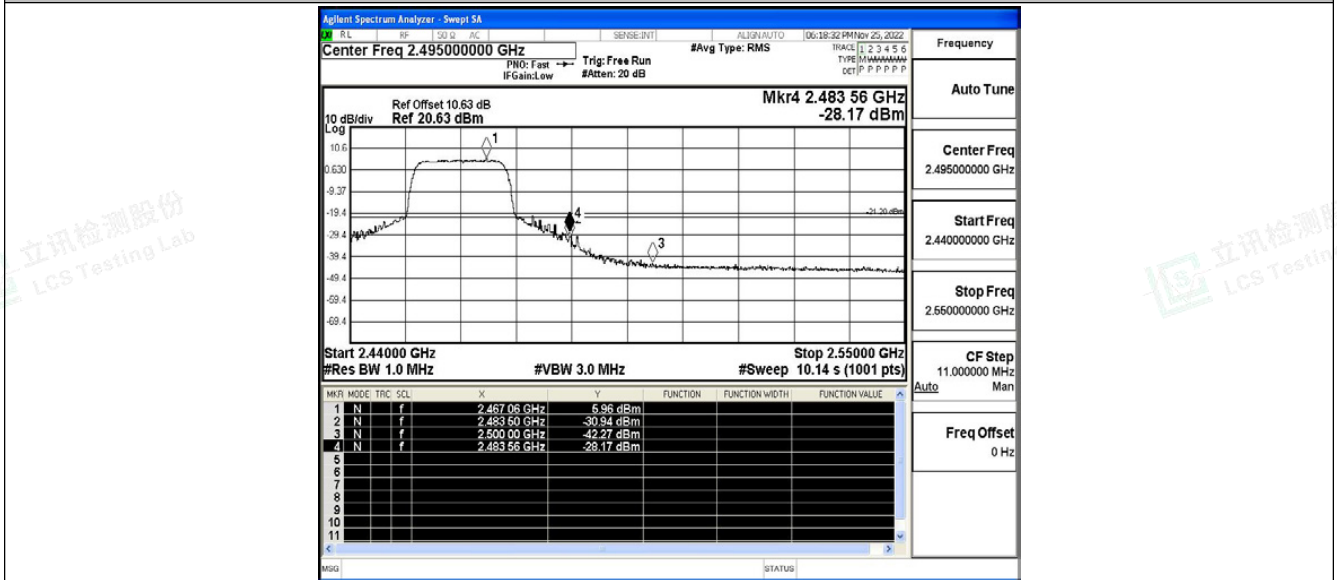 Agilent Spectrum Analyzer - Swept SA
RL RF 50 Ω AC SENSE:INT ALIGNAUTO 06:18:32 PM Nov 25, 2022
Center Freq 2.495000000 GHz
PNO: Fast
IFGain:Low
Trig: Free Run
#Atten: 20 dB
#Avg Type: RMS
TRACE 1 2 3 4 5 6
TYPE M
DET P P P P P P
Ref Offset 10.63 dB
Ref 20.63 dBm
10 dB/div
Log
Mkr4 2.483 56 GHz
-28.17 dBm
10.6
0.630
-9.37
-19.4
-29.4
-39.4
-49.4
-59.4
-69.4
1
4
3
-21.20 dBm
Start 2.44000 GHz
Stop 2.55000 GHz
#Res BW 1.0 MHz
#VBW 3.0 MHz
#Sweep 10.14 s (1001 pts)
MKR MODE TRC SCL X Y FUNCTION FUNCTION WIDTH FUNCTION VALUE
1 N f 2.467 06 GHz 5.96 dBm
2 N f 2.483 50 GHz -30.94 dBm
3 N f 2.500 00 GHz -42.27 dBm
4 N f 2.483 56 GHz -28.17 dBm
5
6
7
8
9
10
11
MSG
STATUS
Frequency
Auto Tune
Center Freq
2.495000000 GHz
Start Freq
2.440000000 GHz
Stop Freq
2.550000000 GHz
CF Step
11.000000 MHz
Auto Man
Freq Offset
0 Hz
立讯检测股份
LCS Testing Lab
立讯检测股
LCS Testin